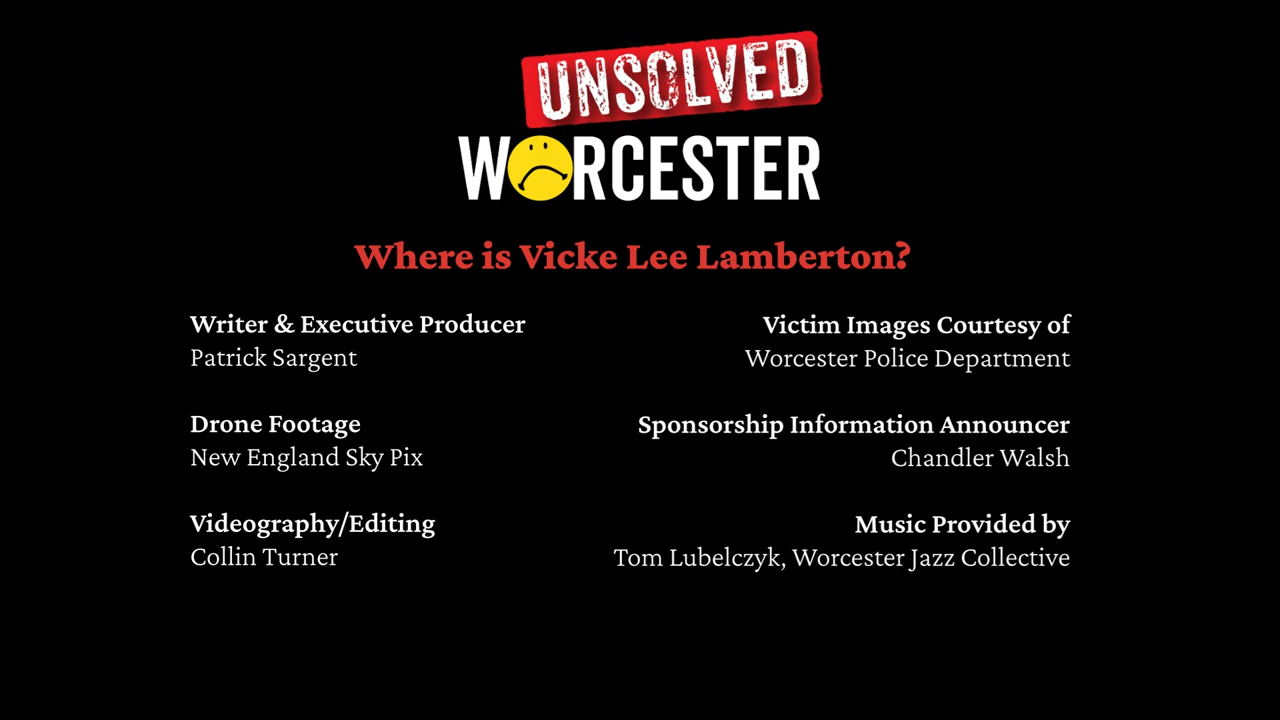 UNSOLVED
WORCESTER
Where is Vicke Lee Lamberton?
Writer & Executive Producer
Patrick Sargent
Drone Footage
New England Sky Pix
Videography/Editing
Collin Turner
Victim Images Courtesy of
Worcester Police Department
Sponsorship Information Announcer
Chandler Walsh
Music Provided by
Tom Lubelczyk, Worcester Jazz Collective